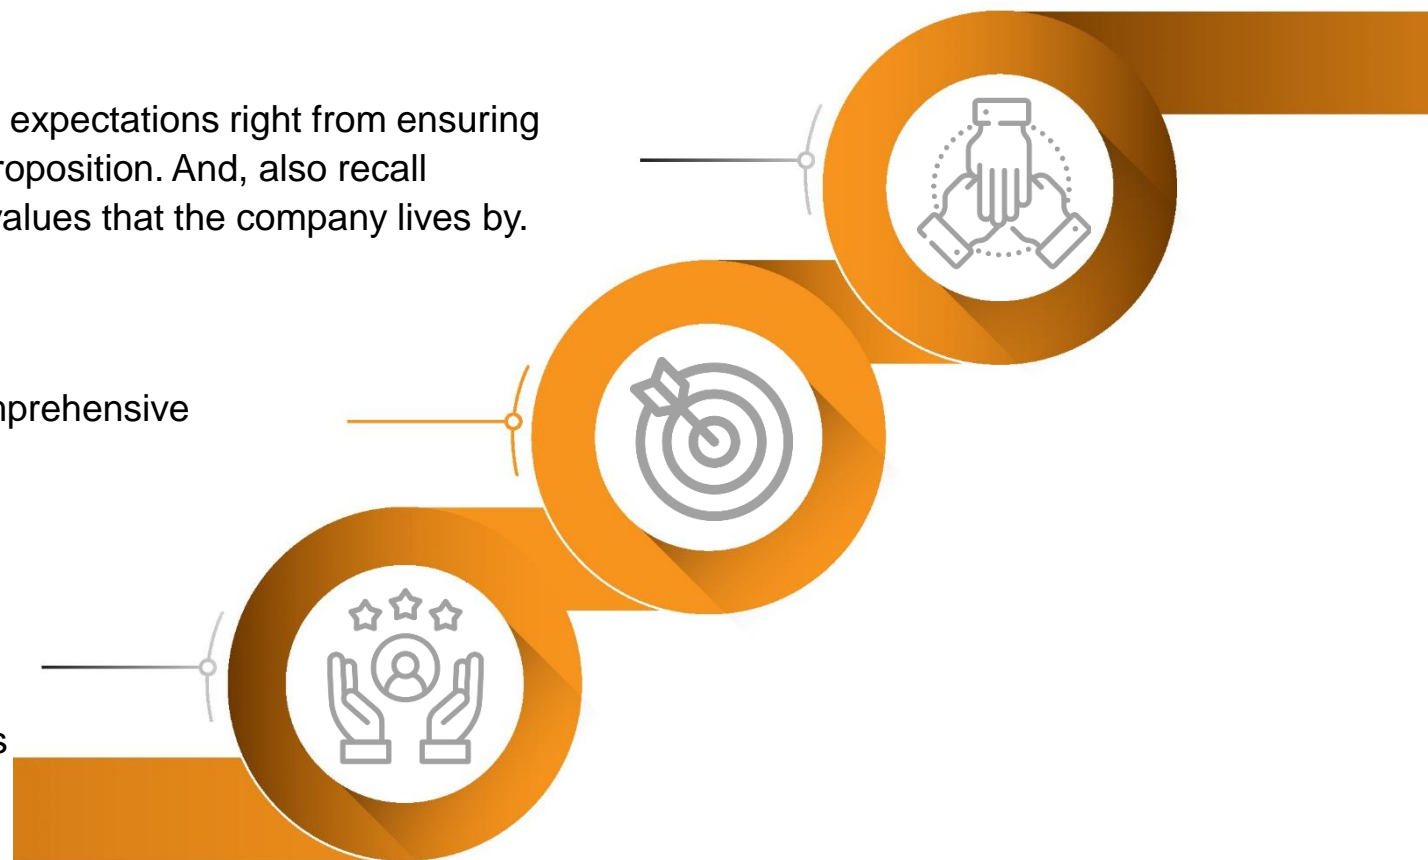 expectations right from ensuring
roposition. And, also recall
values that the company lives by.
nprehensive
s